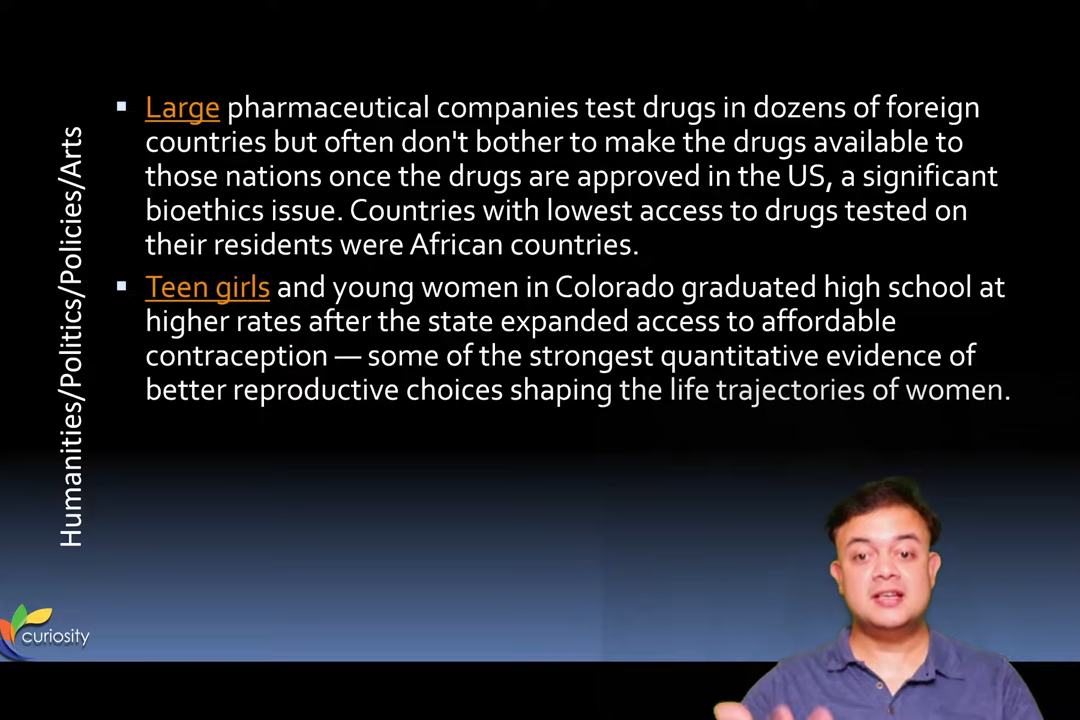 Large pharmaceutical companies test drugs in dozens of foreign
countries but often don't bother to make the drugs available to
those nations once the drugs are approved in the US, a significant
bioethics issue. Countries with lowest access to drugs tested on
their residents were African countries.
Teen girls and young women in Colorado graduated high school at
higher rates after the state expanded access to affordable
contraception — some of the strongest quantitative evidence of
better reproductive choices shaping the life trajectories of women.
Humanities/Politics/Policies/Arts
curiosity